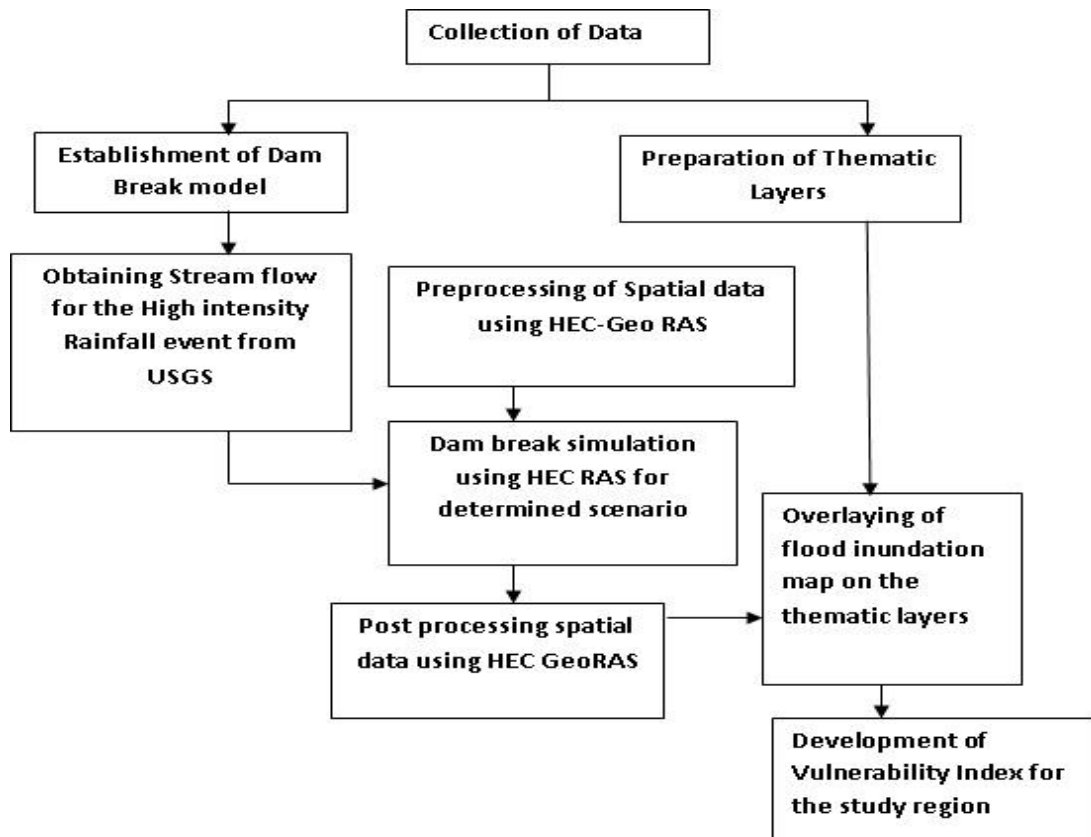 Collection of Data
Establishment of Dam
Break model
Preparation of Thematic
Layers
Obtaining Stream flow
for the High intensity
Rainfall event from
USGS
Preprocessing of Spatial data
using HEC-Geo RAS
Dam break simulation
using HEC RAS for
determined scenario
Overlaying of
flood inundation
map on the
thematic layers
Post processing spatial
data using HEC GeoRAS
Development of
Vulnerability Index for
the study region